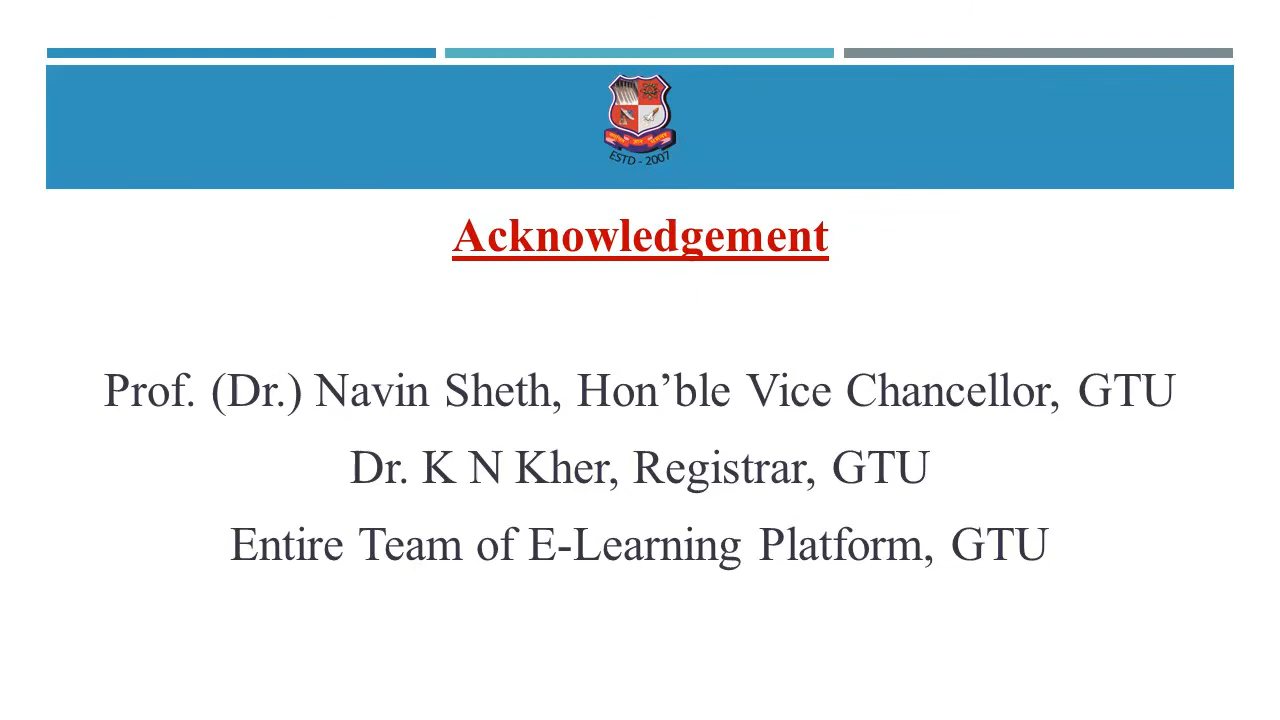 ESTD - 2007
Acknowledgement
Prof. (Dr.) Navin Sheth, Hon’ble Vice Chancellor, GTU
Dr. K N Kher, Registrar, GTU
Entire Team of E-Learning Platform, GTU